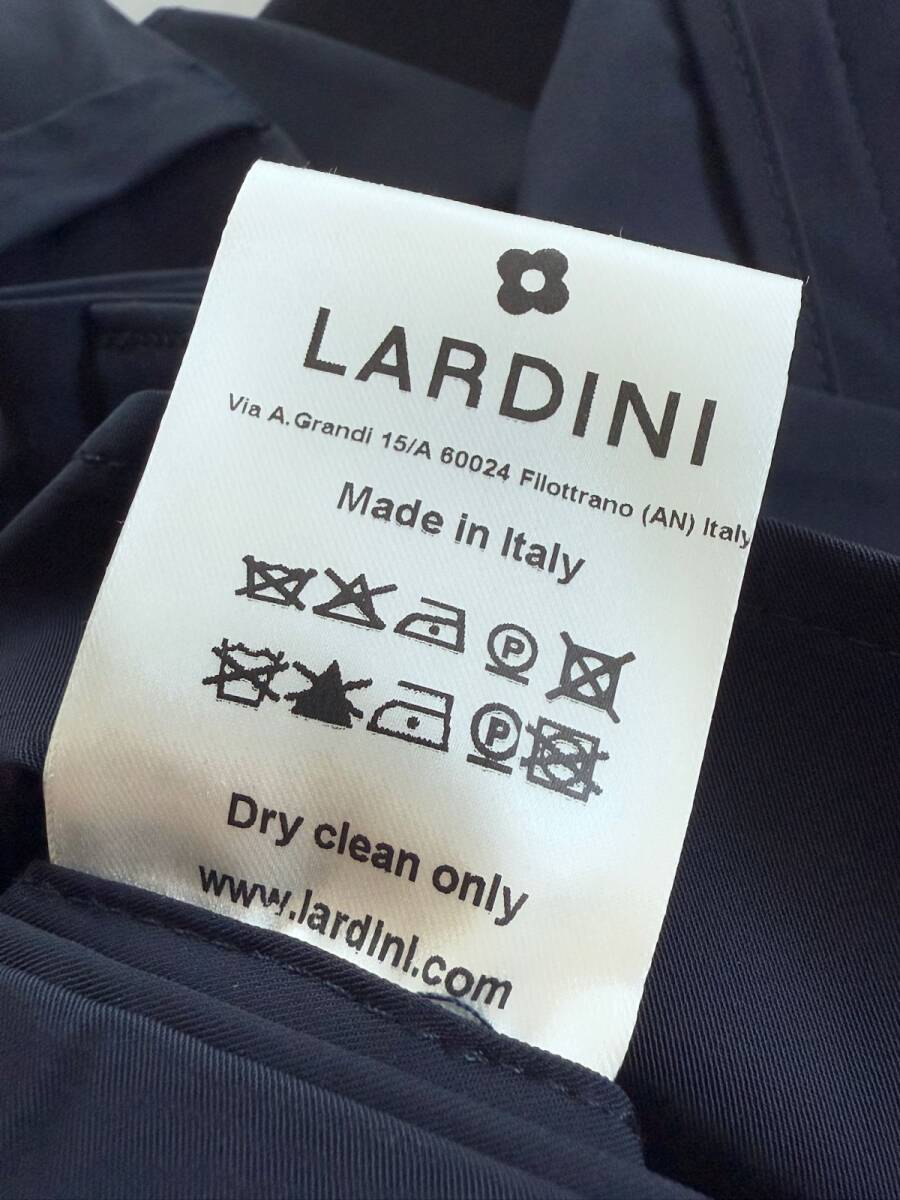 LARDINI
Via A.Grandi 15/A 60024 Filottrano (AN) Italy
Made in Italy
P
P
Dry clean only
www.lardini.com